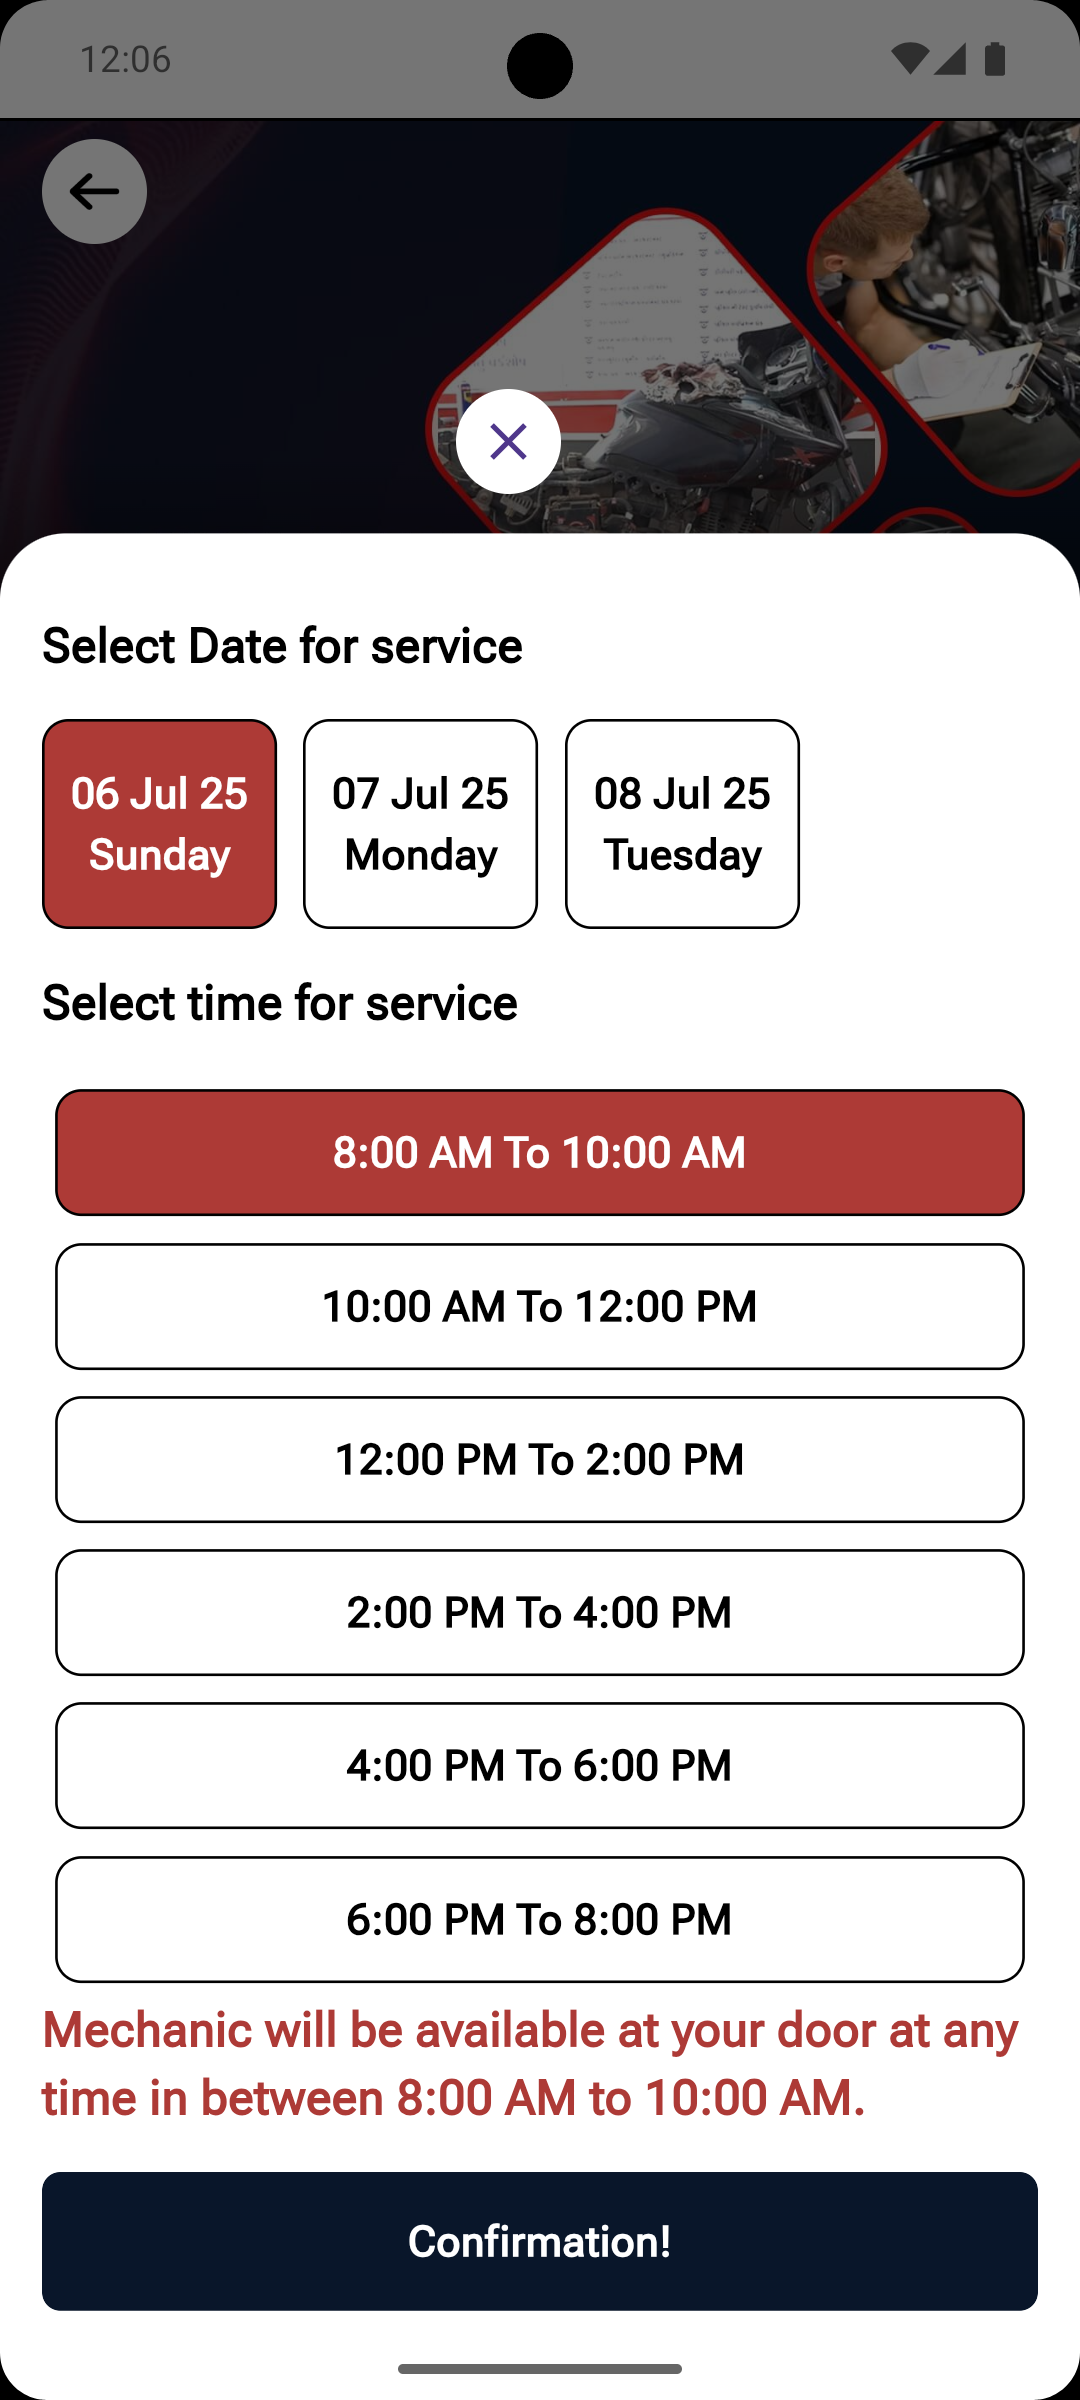 12:06
Select Date for service
06 Jul 25
Sunday
07 Jul 25
Monday
08 Jul 25
Tuesday
Select time for service
8:00 AM To 10:00 AM
10:00 AM To 12:00 PM
12:00 PM To 2:00 PM
2:00 PM To 4:00 PM
4:00 PM To 6:00 PM
6:00 PM To 8:00 PM
Mechanic will be available at your door at any
time in between 8:00 AM to 10:00 AM.
Confirmation!